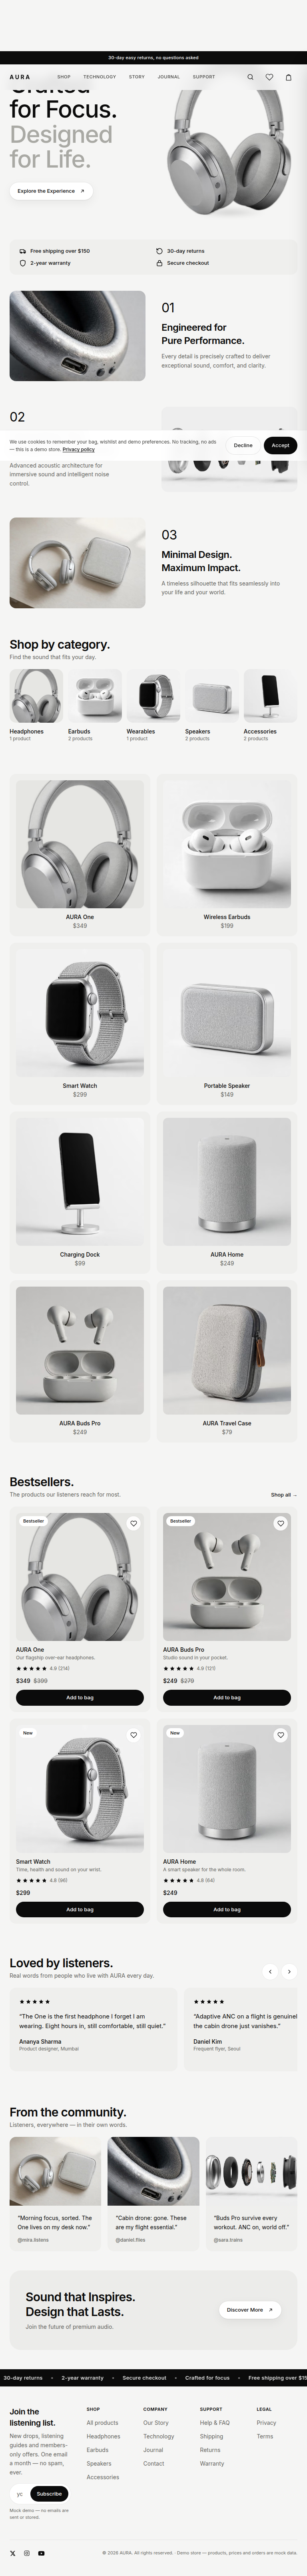 30-day easy returns, no questions asked
AURA
SHOP
TECHNOLOGY
STORY
JOURNAL
SUPPORT
for Focus.
Designed
for Life.
Explore the Experience ↗
Free shipping over $150
30-day returns
2-year warranty
Secure checkout
01
Engineered for
Pure Performance.
Every detail is precisely crafted to deliver
exceptional sound, comfort, and clarity.
02
We use cookies to remember your bag, wishlist and demo preferences. No tracking, no ads
— this is a demo store. Privacy policy
Decline
Accept
Advanced acoustic architecture for
immersive sound and intelligent noise
control.
03
Minimal Design.
Maximum Impact.
A timeless silhouette that fits seamlessly into
your life and your world.
Shop by category.
Find the sound that fits your day.
Headphones
1 product
Earbuds
2 products
Wearables
1 product
Speakers
2 products
Accessories
2 products
AURA One
$349
Wireless Earbuds
$199
Smart Watch
$299
Portable Speaker
$149
Charging Dock
$99
AURA Home
$249
AURA Buds Pro
$249
AURA Travel Case
$79
Bestsellers.
The products our listeners reach for most.
Shop all →
Bestseller
AURA One
Our flagship over-ear headphones.
★★★★★ 4.9 (214)
$349 $399
Add to bag
Bestseller
AURA Buds Pro
Studio sound in your pocket.
★★★★★ 4.9 (121)
$249 $279
Add to bag
New
Smart Watch
Time, health and sound on your wrist.
★★★★★ 4.8 (96)
$299
Add to bag
New
AURA Home
A smart speaker for the whole room.
★★★★★ 4.8 (64)
$249
Add to bag
Loved by listeners.
Real words from people who live with AURA every day.
★★★★★
“The One is the first headphone I forget I am
wearing. Eight hours in, still comfortable, still quiet.”
Ananya Sharma
Product designer, Mumbai
★★★★★
“Adaptive ANC on a flight is genuinel
the cabin drone just vanishes.”
Daniel Kim
Frequent flyer, Seoul
From the community.
Listeners, everywhere — in their own words.
“Morning focus, sorted. The
One lives on my desk now.”
@mira.listens
“Cabin drone: gone. These
are my flight essential.”
@daniel.flies
“Buds Pro survive every
workout. ANC on, world off.”
@sara.trains
Sound that Inspires.
Design that Lasts.
Join the future of premium audio.
Discover More ↗
30-day returns • 2-year warranty • Secure checkout • Crafted for focus • Free shipping over $15
Join the
listening list.
New drops, listening
guides and members-
only offers. One email
a month — no spam,
ever.
yc
Subscribe
Mock demo — no emails are
sent or stored.
SHOP
All products
Headphones
Earbuds
Speakers
Accessories
COMPANY
Our Story
Technology
Journal
Contact
SUPPORT
Help & FAQ
Shipping
Returns
Warranty
LEGAL
Privacy
Terms
© 2026 AURA. All rights reserved. · Demo store — products, prices and orders are mock data.